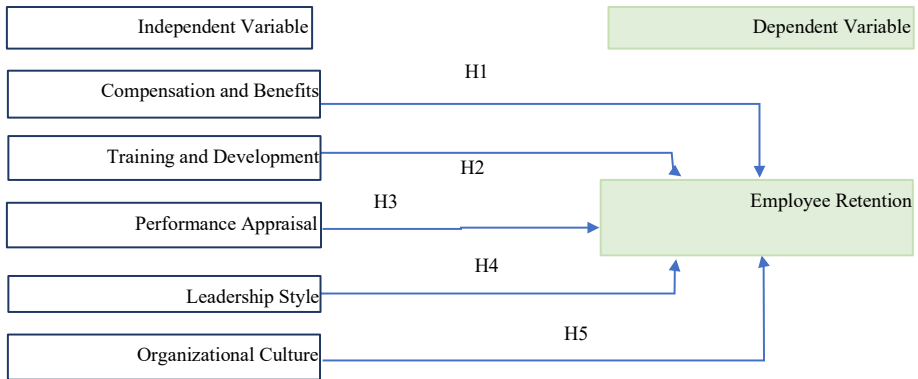 Independent Variable
Dependent Variable
H1
Compensation and Benefits
Training and Development
H2
H3
Performance Appraisal
Employee Retention
H4
Leadership Style
H5
Organizational Culture